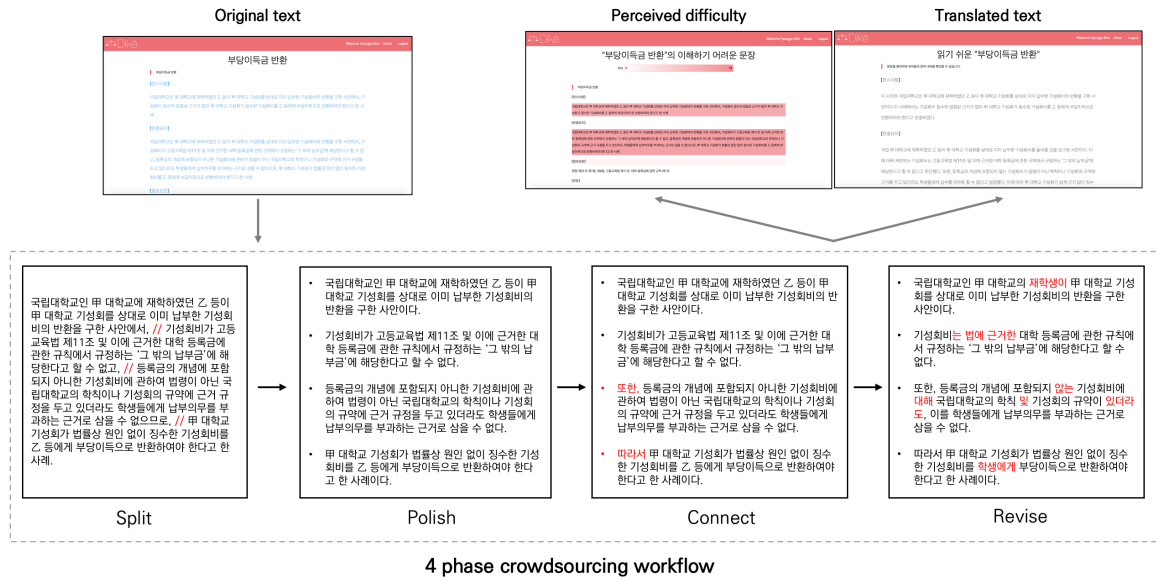 Original text
Perceived difficulty
Translated text
Dike
Welcome Hyogyu Shin About Logout
부당이득금 반환
부당이득금 반환
Dike
"부당이득금 반환"의 이해하기 어려운 문장
부당이득금 반환
Dike
읽기 쉬운 "부당이득금 반환"
국립대학교인 甲 대학교에 재학하였던 乙 등이
甲 대학교 기성회를 상대로 이미 납부한 기성회
비의 반환을 구한 사안에서, // 기성회비가 고등
교육법 제11조 및 이에 근거한 대학 등록금에
관한 규칙에서 규정하는 '그 밖의 납부금'에 해
당한다고 할 수 없고, // 등록금의 개념에 포함
되지 아니한 기성회비에 관하여 법령이 아닌 국
립대학교의 학칙이나 기성회의 규약에 근거 규
정을 두고 있더라도 학생들에게 납부의무를 부
과하는 근거로 삼을 수 없으므로, // 甲 대학교
기성회가 법률상 원인 없이 징수한 기성회비를
乙 등에게 부당이득으로 반환하여야 한다고 한
사례.
Split
• 국립대학교인 甲 대학교에 재학하였던 乙 등이 甲
대학교 기성회를 상대로 이미 납부한 기성회비의
반환을 구한 사안이다.
• 기성회비가 고등교육법 제11조 및 이에 근거한 대
학 등록금에 관한 규칙에서 규정하는 '그 밖의 납
부금'에 해당한다고 할 수 없다.
• 등록금의 개념에 포함되지 아니한 기성회비에 관
하여 법령이 아닌 국립대학교의 학칙이나 기성회
의 규약에 근거 규정을 두고 있더라도 학생들에게
납부의무를 부과하는 근거로 삼을 수 없다.
• 甲 대학교 기성회가 법률상 원인 없이 징수한 기성
회비를 乙 등에게 부당이득으로 반환하여야 한다
고 한 사례이다.
Polish
• 국립대학교인 甲 대학교에 재학하였던 乙 등이 甲
대학교 기성회를 상대로 이미 납부한 기성회비의 반
환을 구한 사안이다.
• 기성회비가 고등교육법 제11조 및 이에 근거한 대
학 등록금에 관한 규칙에서 규정하는 '그 밖의 납부
금'에 해당한다고 할 수 없다.
• 또한, 등록금의 개념에 포함되지 아니한 기성회비에
관하여 법령이 아닌 국립대학교의 학칙이나 기성회
의 규약에 근거 규정을 두고 있더라도 학생들에게
납부의무를 부과하는 근거로 삼을 수 없다.
• 따라서 甲 대학교 기성회가 법률상 원인 없이 징수
한 기성회비를 乙 등에게 부당이득으로 반환하여야
한다고 한 사례이다.
Connect
• 국립대학교인 甲 대학교의 재학생이 甲 대학교 기성
회를 상대로 이미 납부한 기성회비의 반환을 구한
사안이다.
• 기성회비는 법에 근거한 대학 등록금에 관한 규칙에
서 규정하는 '그 밖의 납부금'에 해당한다고 할 수
없다.
• 또한, 등록금의 개념에 포함되지 않는 기성회비에
대해 국립대학교의 학칙 및 기성회의 규약이 있더라
도, 이를 학생들에게 납부의무를 부과하는 근거로
삼을 수 없다.
• 따라서 甲 대학교 기성회가 법률상 원인 없이 징수
한 기성회비를 학생에게 부당이득으로 반환하여야
한다고 한 사례이다.
Revise
4 phase crowdsourcing workflow